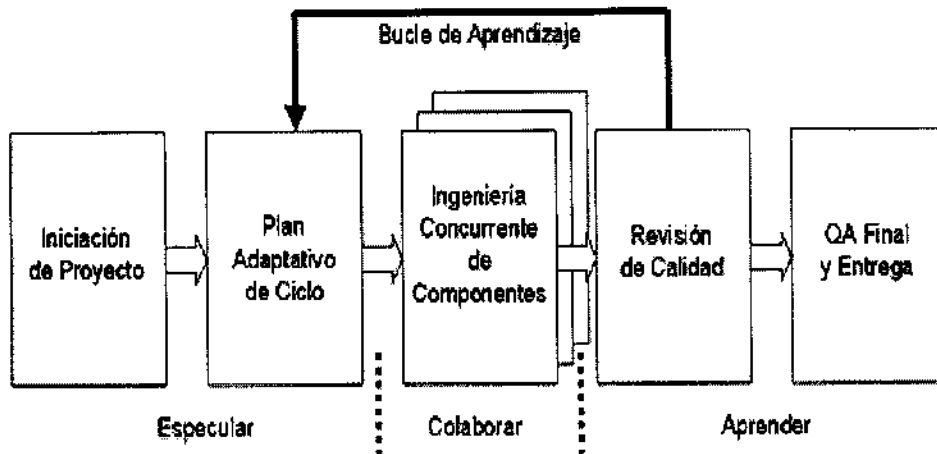 Bucle de Aprendizaje
Iniciación
de Proyecto
Plan
Adaptativo
de Ciclo
Ingeniería
Concurrente
de
Componentes
Revisión
de Calidad
QA Final
y Entrega
Especular
Colaborar
Aprender